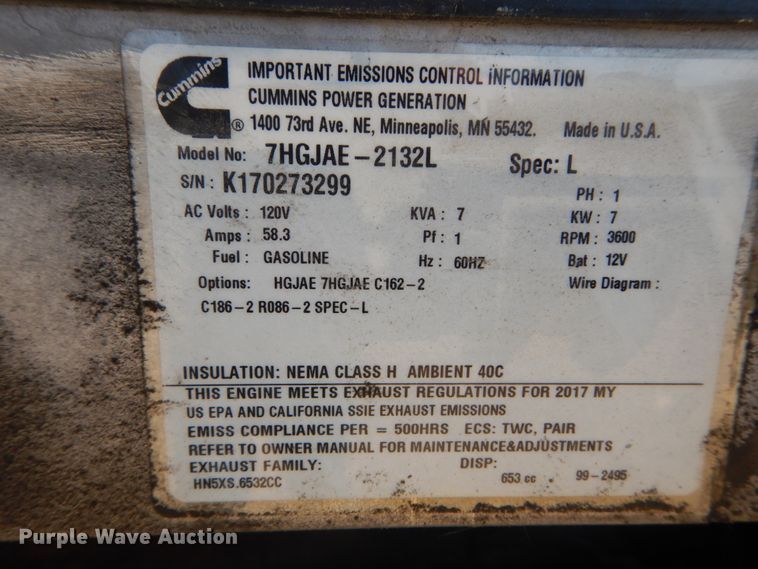 Cummins
IMPORTANT EMISSIONS CONTROL INFORMATION
CUMMINS POWER GENERATION
® 1400 73rd Ave. NE, Minneapolis, MN 55432. Made in U.S.A.
Model No: 7HGJAE-2132L Spec: L
S/N: K170273299 PH: 1
AC Volts: 120V KVA: 7 KW: 7
Amps: 58.3 Pf: 1 RPM: 3600
Fuel: GASOLINE Hz: 60HZ Bat: 12V
Options: HGJAE 7HGJAE C162-2 Wire Diagram:
C186-2 R086-2 SPEC-L
INSULATION: NEMA CLASS H AMBIENT 40C
THIS ENGINE MEETS EXHAUST REGULATIONS FOR 2017 MY
US EPA AND CALIFORNIA SSIE EXHAUST EMISSIONS
EMISS COMPLIANCE PER = 500HRS ECS: TWC, PAIR
REFER TO OWNER MANUAL FOR MAINTENANCE&ADJUSTMENTS
EXHAUST FAMILY: DISP:
HN5XS.6532CC 653 cc 99-2495
Purple Wave Auction